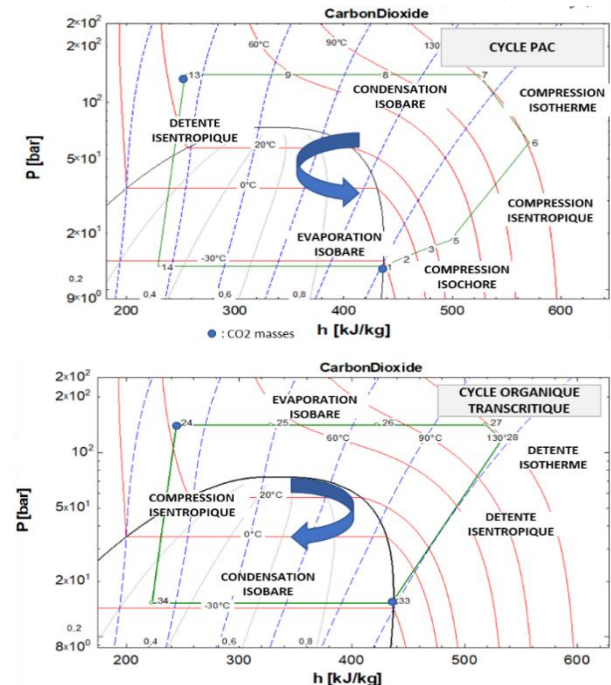 CarbonDioxide
2×10²
60°C
90°C
130
CYCLE PAC
13
9
8
7
CONDENSATION
ISOBARE
COMPRESSION
ISOTHERME
10²
DETENTE
ISENTROPIQUE
6
P [bar]
5×10¹
20°C
0°C
COMPRESSION
ISENTROPIQUE
EVAPORATION
ISOBARE
2×10¹
5
3
2
-30°C
14
1
COMPRESSION
ISOCHORE
0,2
0,4
0,6
0,8
9×10⁰
200
300
400
500
600
: CO2 masses
h [kJ/kg]
CarbonDioxide
2×10²
EVAPORATION
ISOBARE
CYCLE ORGANIQUE
TRANSCRITIQUE
24
25
26
27
60°C
90°C
130°
28
10²
DETENTE
ISOTHERME
P [bar]
COMPRESSION
ISENTROPIQUE
20°C
5×10¹
DETENTE
ISENTROPIQUE
0°C
CONDENSATION
ISOBARE
2×10¹
34
-30°C
33
0,2
0,4
0,6
0,8
8×10⁰
200
300
400
500
600
h [kJ/kg]